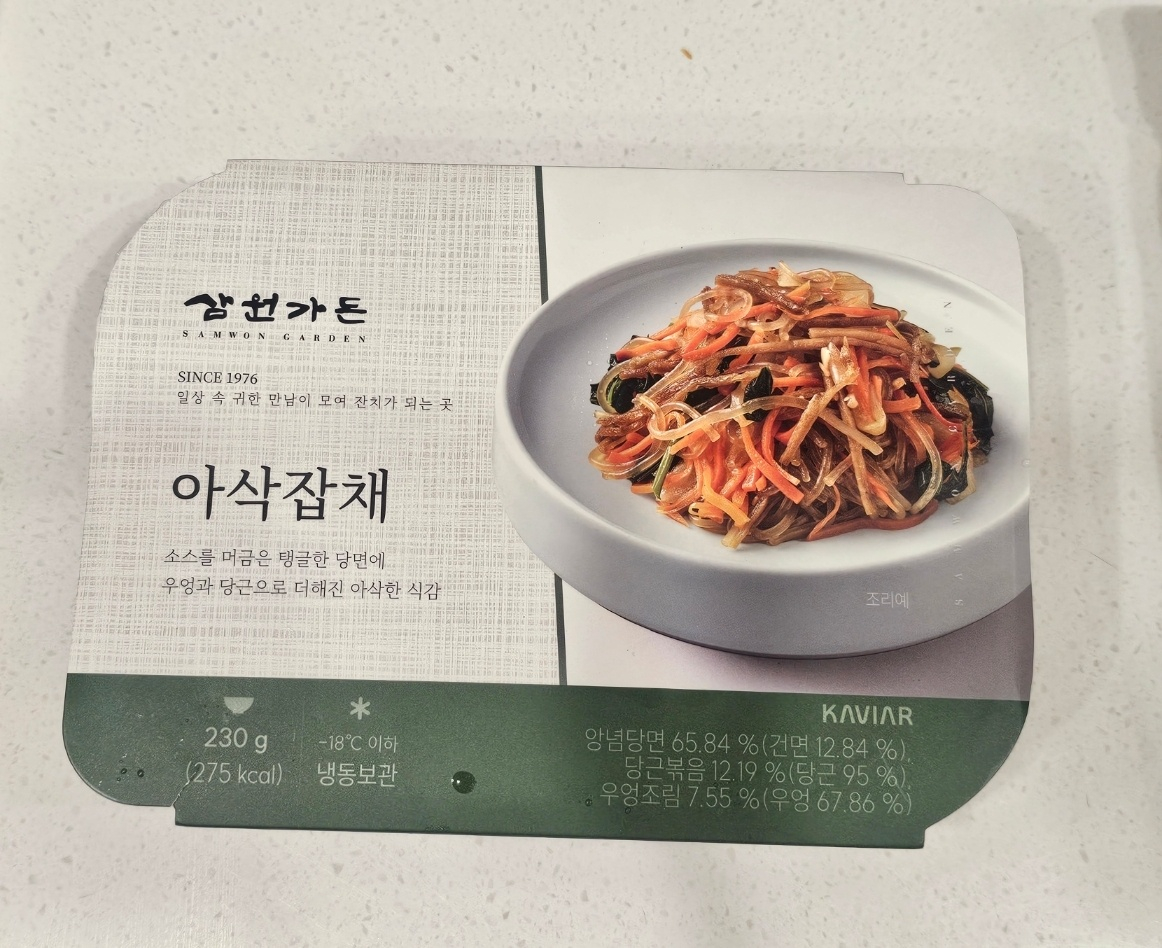 삼원가든
SAMWON GARDEN
SINCE 1976
일상 속 귀한 만남이 모여 잔치가 되는 곳
아삭잡채
소스를 머금은 탱글한 당면에
우엉과 당근으로 더해진 아삭한 식감
조리예
230 g
(275 kcal)
-18℃ 이하
냉동보관
KAVIAR
양념당면 65.84 %(건면 12.84 %),
당근볶음 12.19 %(당근 95 %),
우엉조림 7.55 %(우엉 67.86 %)